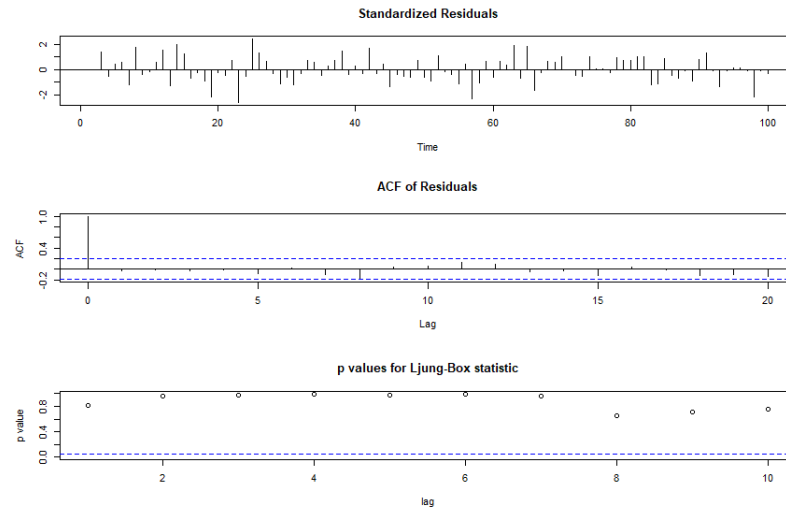 Standardized Residuals
2
0
-2
0 20 40 60 80 100
Time
ACF of Residuals
ACF
1.0
0.4
-0.2
0 5 10 15 20
Lag
p values for Ljung-Box statistic
p value
0.8
0.4
0.0
2 4 6 8 10
lag